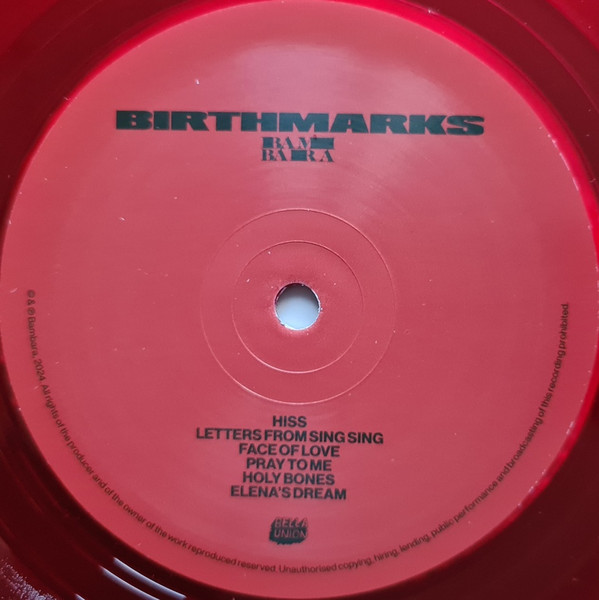 BIRTHMARKS
BAM
BARA
HISS
LETTERS FROM SING SING
FACE OF LOVE
PRAY TO ME
HOLY BONES
ELENA'S DREAM
BELLA
UNION
© & ℗ Bambara, 2024. All rights of the producer and of the owner of the work reproduced reserved. Unauthorised copying, hiring, lending, public performance and broadcasting of this recording prohibited.